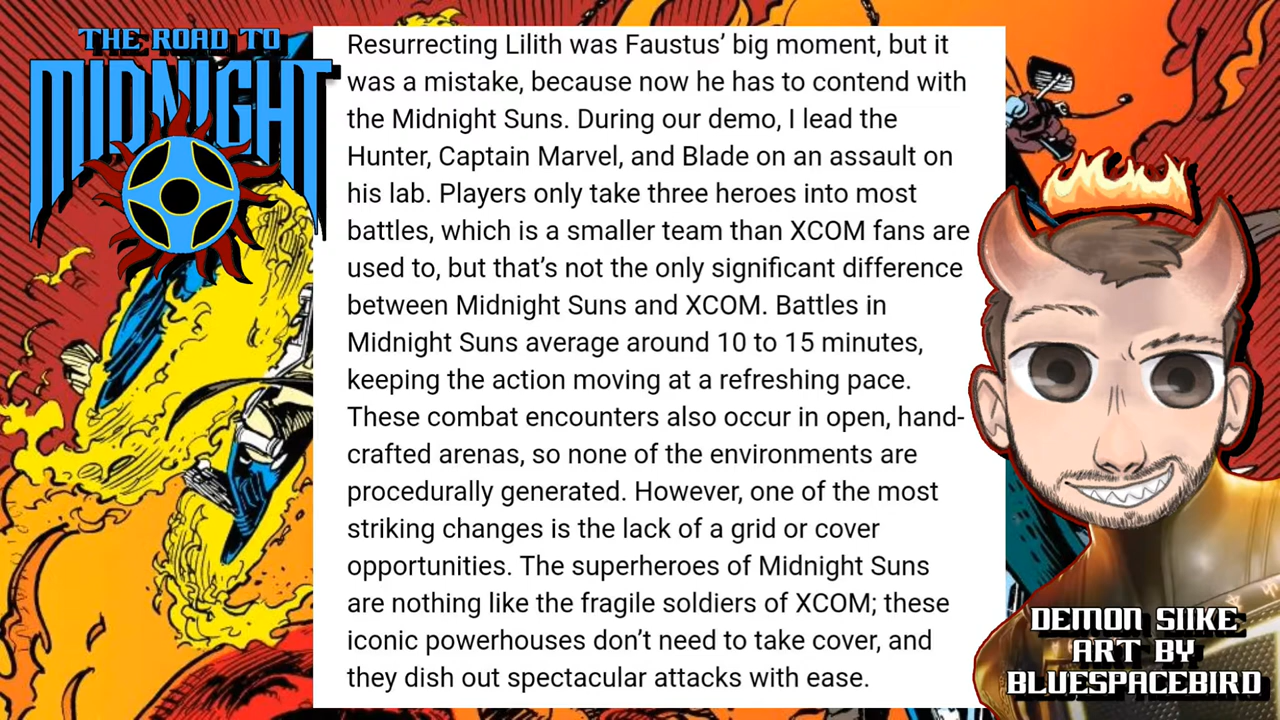 THE ROAD TO
MIDNIGHT
Resurrecting Lilith was Faustus’ big moment, but it
was a mistake, because now he has to contend with
the Midnight Suns. During our demo, I lead the
Hunter, Captain Marvel, and Blade on an assault on
his lab. Players only take three heroes into most
battles, which is a smaller team than XCOM fans are
used to, but that’s not the only significant difference
between Midnight Suns and XCOM. Battles in
Midnight Suns average around 10 to 15 minutes,
keeping the action moving at a refreshing pace.
These combat encounters also occur in open, hand-
crafted arenas, so none of the environments are
procedurally generated. However, one of the most
striking changes is the lack of a grid or cover
opportunities. The superheroes of Midnight Suns
are nothing like the fragile soldiers of XCOM; these
iconic powerhouses don’t need to take cover, and
they dish out spectacular attacks with ease.
DEMON SIIKE
ART BY
BLUESPACEBIRD